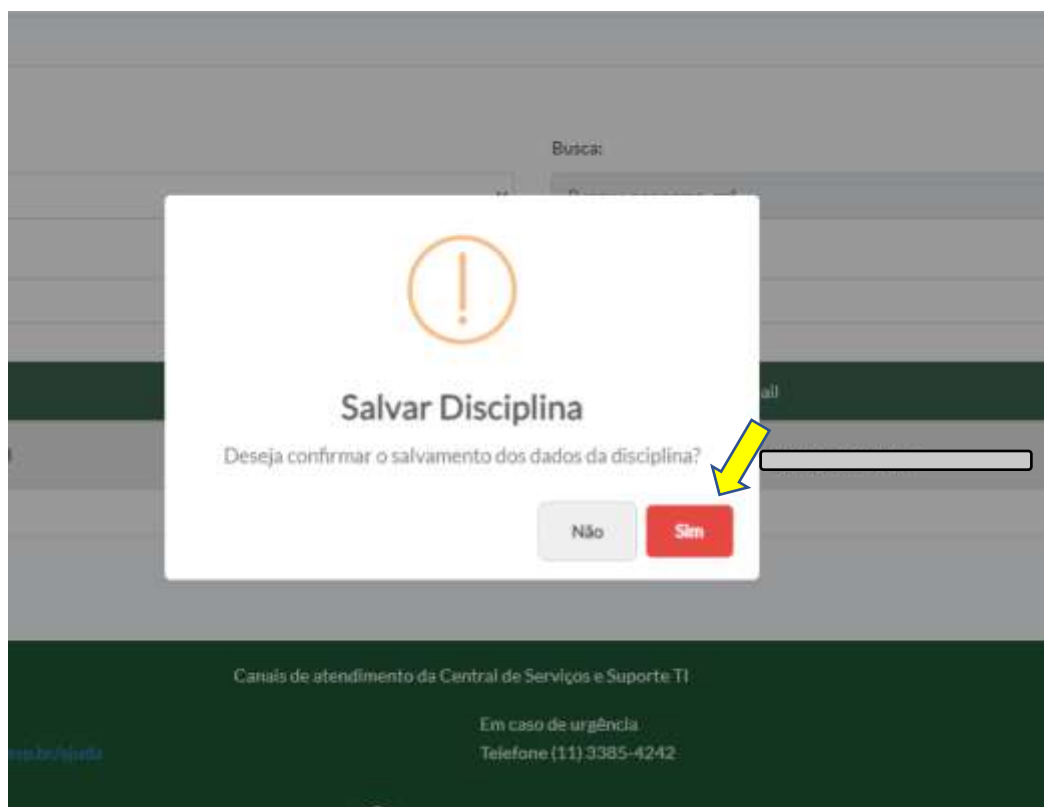 Busca:
ail
Salvar Disciplina
Deseja confirmar o salvamento dos dados da disciplina?
Não
Sim
Canais de atendimento da Central de Serviços e Suporte TI
Em caso de urgência
Telefone (11) 3385-4242